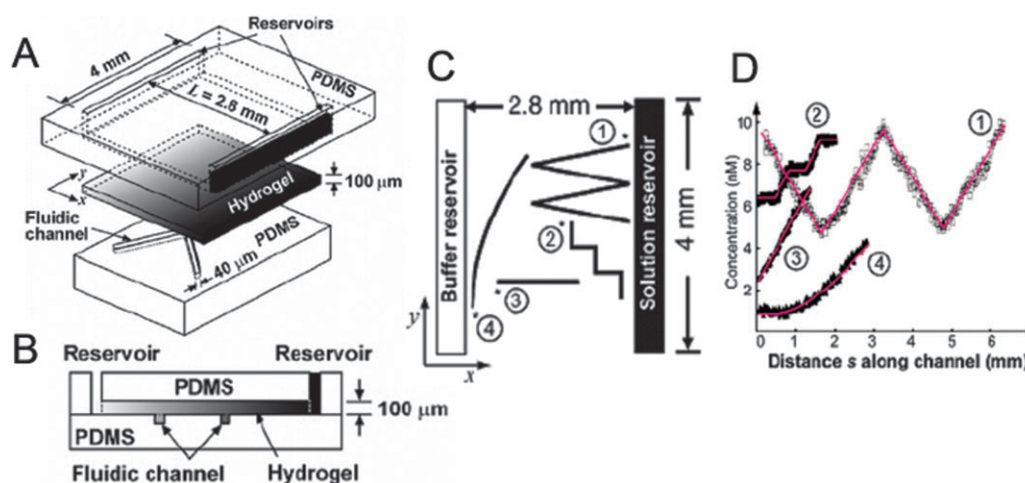 A
Reservoirs
4 mm
PDMS
L = 2.8 mm
Hydrogel
100 μm
y
x
Fluidic
channel
PDMS
40 μm
B
Reservoir
Reservoir
PDMS
100 μm
PDMS
Fluidic channel
Hydrogel
C
2.8 mm
Buffer reservoir
Solution reservoir
4 mm
①
*
②
*
③
*
④
*
y
x
D
Concentration (nM)
10
8
6
4
2
②
①
③
④
0 1 2 3 4 5 6
Distance s along channel (mm)